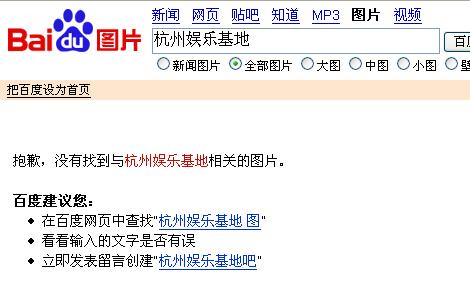 新闻 网页 贴吧 知道 MP3 图片 视频
Bai du 图片
杭州娱乐基地
新闻图片 全部图片 大图 中图 小图 壁
把百度设为首页
抱歉，没有找到与杭州娱乐基地相关的图片。
百度建议您：
在百度网页中查找"杭州娱乐基地 图"
看看输入的文字是否有误
立即发表留言创建"杭州娱乐基地吧"